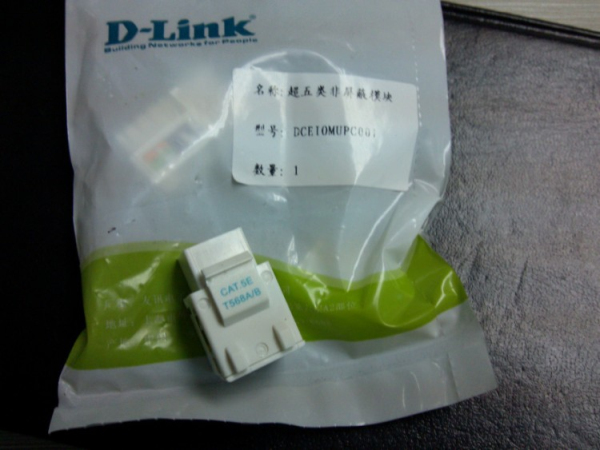 D-Link
Building Networks for People
名称: 超五类非屏蔽模块
型号: DCEIOMUPC001
数量: 1
CAT.5E
T568A/B